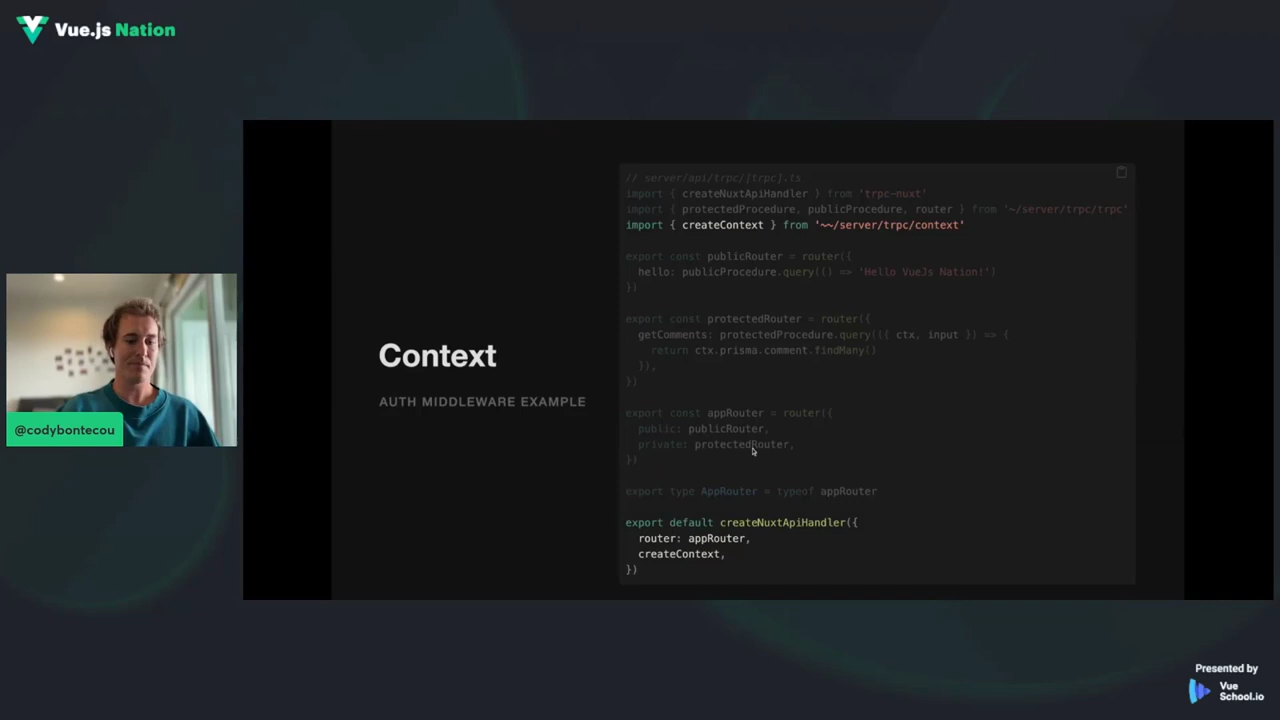 Vue.js Nation
// server/api/trpc/[trpc].ts
import { createNuxtApiHandler } from 'trpc-nuxt'
import { protectedProcedure, publicProcedure, router } from '~/server/trpc/trpc'
import { createContext } from '~~/server/trpc/context'
export const publicRouter = router({
hello: publicProcedure.query(() => 'Hello VueJs Nation!')
})
export const protectedRouter = router({
getComments: protectedProcedure.query(({ ctx, input }) => {
return ctx.prisma.comment.findMany()
}),
})
export const appRouter = router({
public: publicRouter,
private: protectedRouter,
})
export type AppRouter = typeof appRouter
export default createNuxtApiHandler({
router: appRouter,
createContext,
})
Context
AUTH MIDDLEWARE EXAMPLE
@codybontecou
Presented by
Vue
School.io